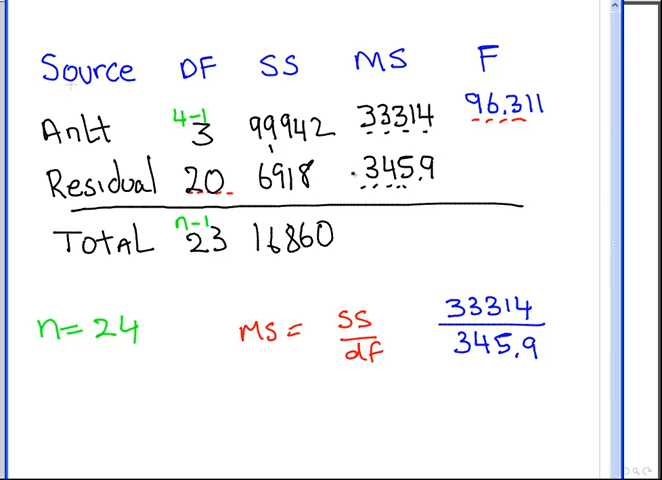 Source DF SS MS F
4-1 96.311
AnLt 3 99942 33314
Residual 20 6918 345.9
n-1
TOTAL 23 16860
n = 24 MS = SS/df 33314/345.9